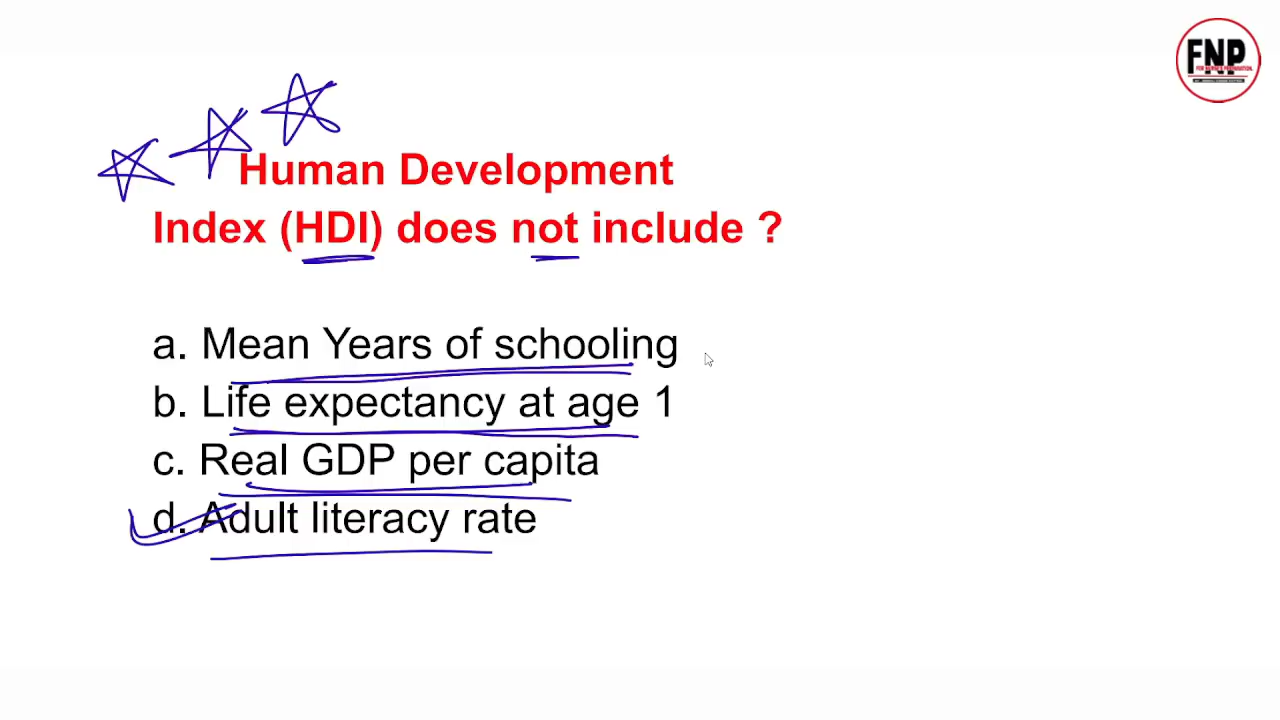 FNP
Human Development
Index (HDI) does not include ?
a. Mean Years of schooling
b. Life expectancy at age 1
c. Real GDP per capita
d. Adult literacy rate